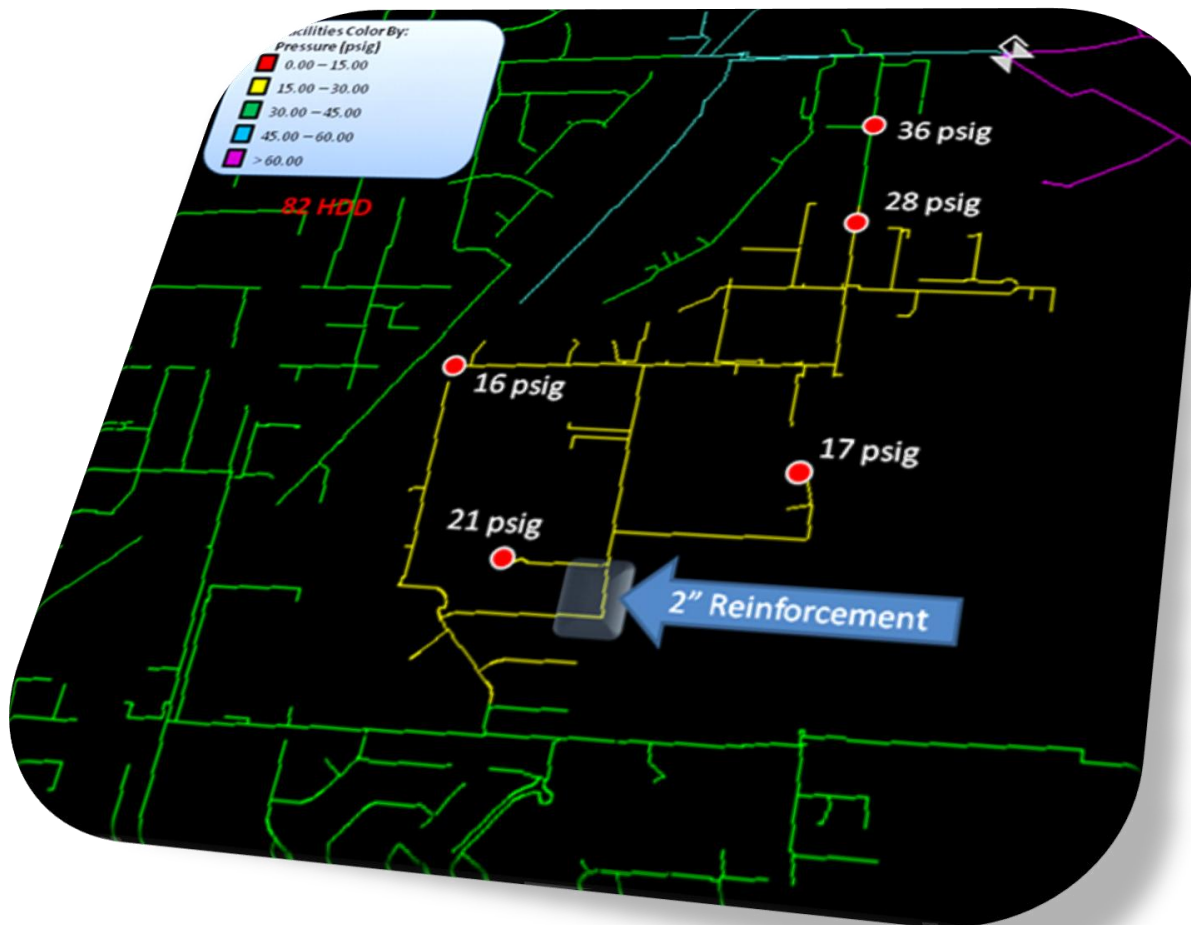 cilities Color By:
Pressure (psig)
0.00 – 15.00
15.00 – 30.00
30.00 – 45.00
45.00 – 60.00
> 60.00
82 HDD
36 psig
28 psig
16 psig
17 psig
21 psig
2” Reinforcement